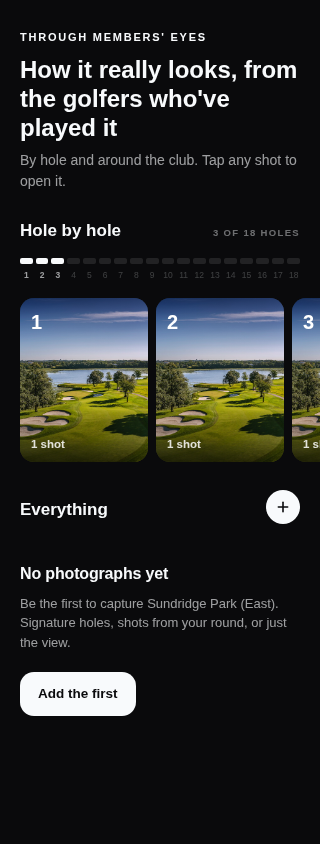 THROUGH MEMBERS' EYES
How it really looks, from
the golfers who've
played it
By hole and around the club. Tap any shot to
open it.
Hole by hole
3 OF 18 HOLES
1 2 3 4 5 6 7 8 9 10 11 12 13 14 15 16 17 18
1
2
3
1 shot
1 shot
1 s
Everything
+
No photographs yet
Be the first to capture Sundridge Park (East).
Signature holes, shots from your round, or just
the view.
Add the first